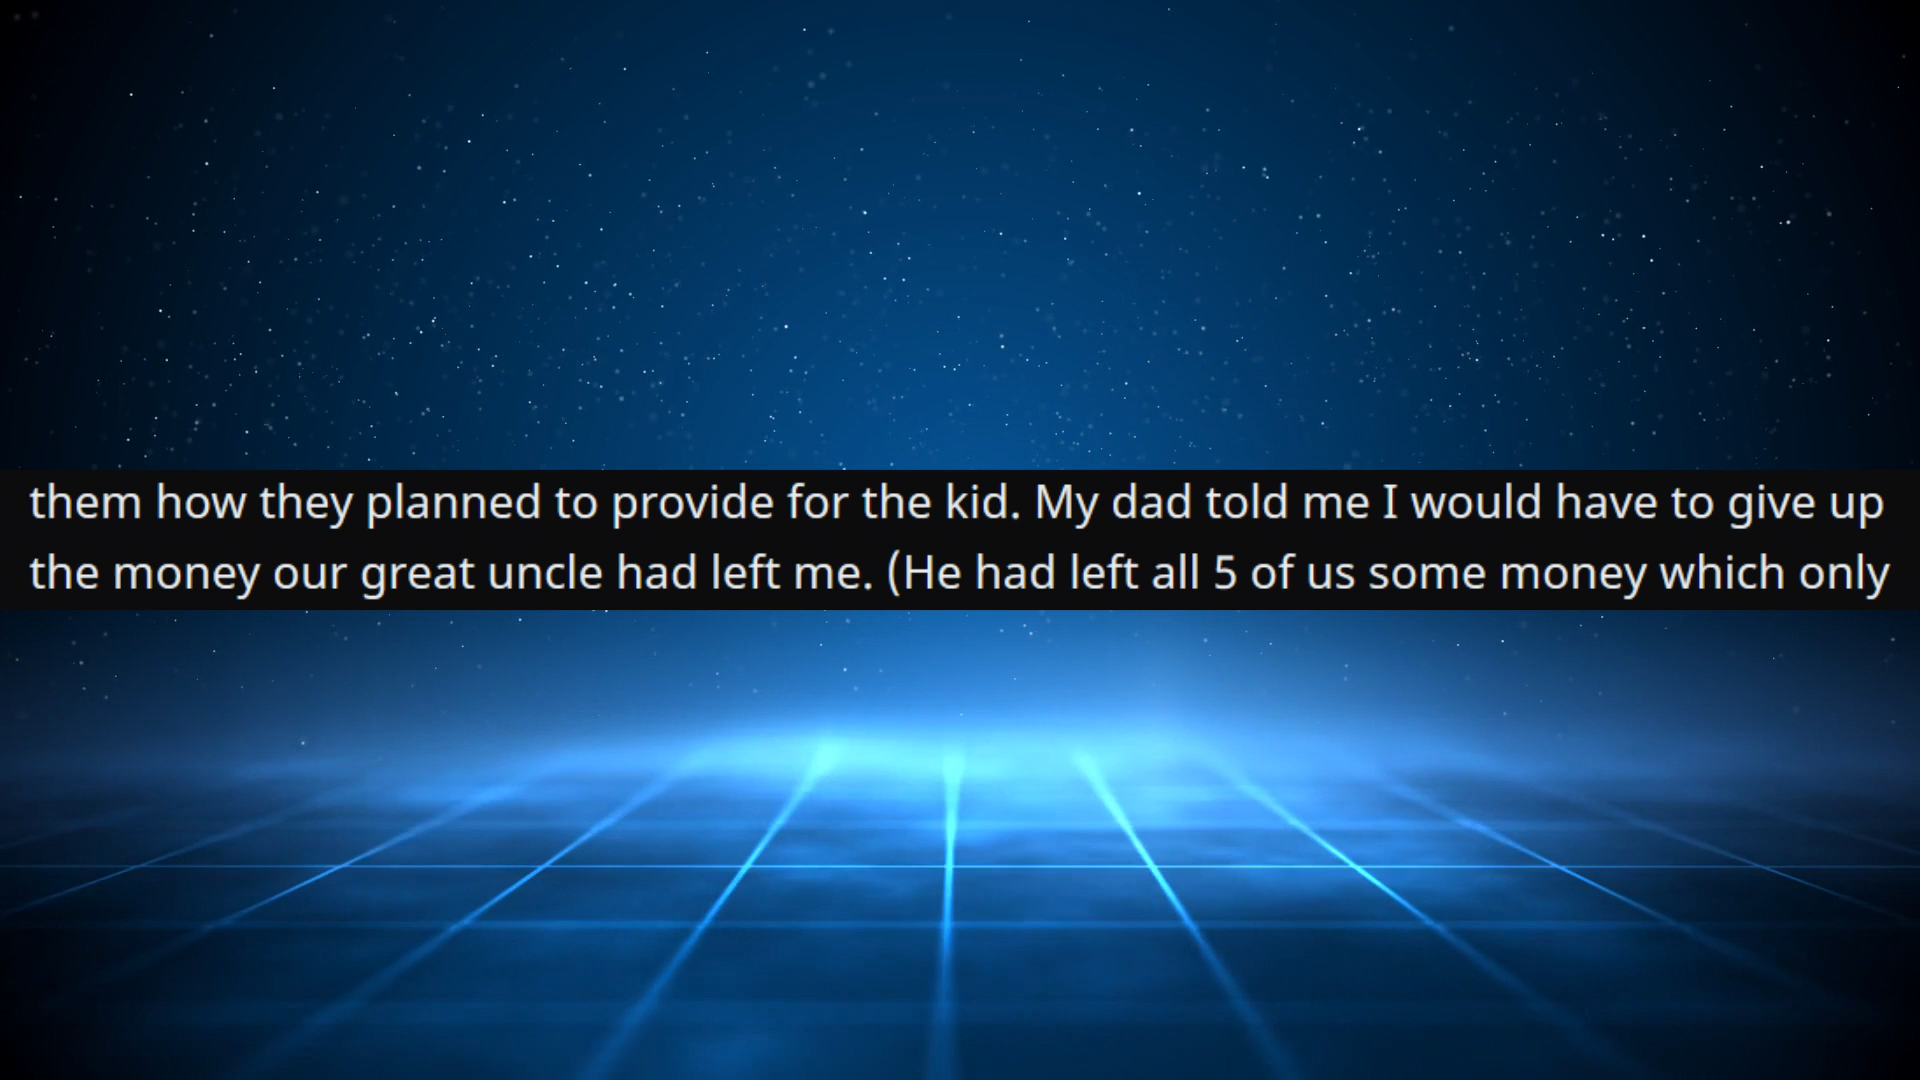 them how they planned to provide for the kid. My dad told me I would have to give up
the money our great uncle had left me. (He had left all 5 of us some money which only